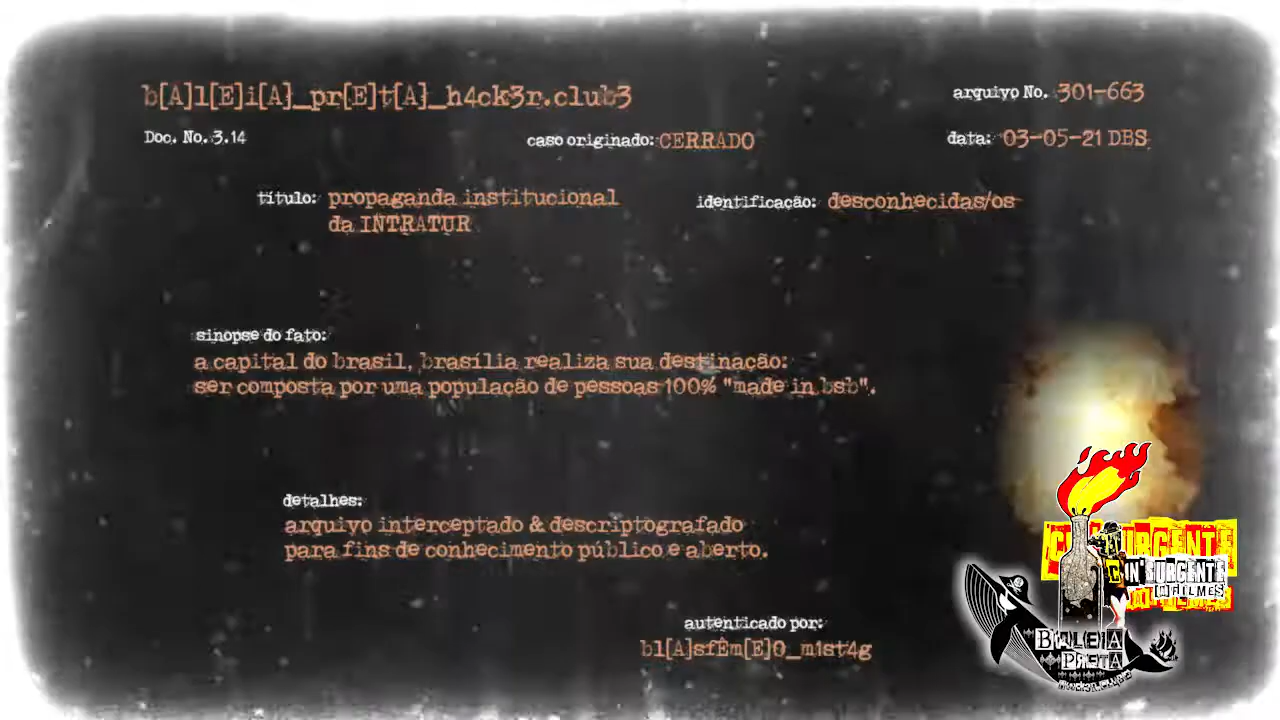 b[A]l[E]i[A]_pr[E]t[A]_h4ck3r.club3
arquivo No. 301-663
Doc. No. 3.14
caso originado: CERRADO
data: 03-05-21 DBS
título: propaganda institucional
da INTRATUR
identificação: desconhecidas/os
sinopse do fato:
a capital do brasil, brasília realiza sua destinação:
ser composta por uma população de pessoas 100% "made in bsb".
detalhes:
arquivo interceptado & descriptografado
para fins de conhecimento público e aberto.
autenticado por:
bl[A]sfÊm[E]0_m1st4g
C'N'SURGENTE
FILMES
BALEIA
PRETA